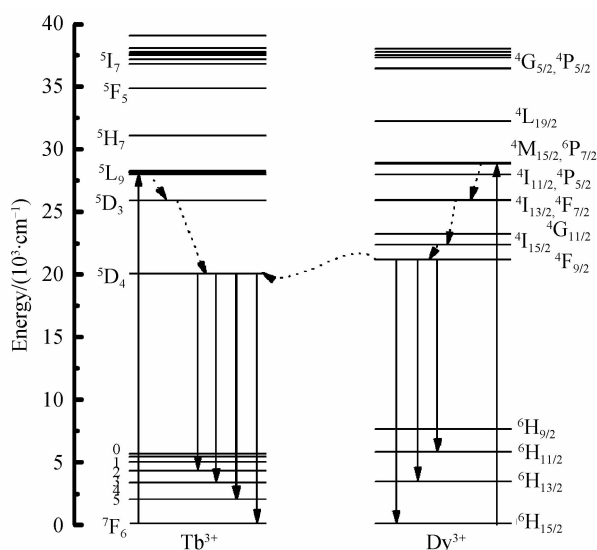 40
35
30
25
20
15
10
5
0
Energy/(10³·cm⁻¹)
⁵I₇
⁵F₅
⁵H₇
⁵L₉
⁵D₃
⁵D₄
0
1
2
3
4
5
⁷F₆
Tb³⁺
⁴G₅/₂,⁴P₅/₂
⁴L₁₉/₂
⁴M₁₅/₂,⁶P₇/₂
⁴I₁₁/₂,⁴P₅/₂
⁴I₁₃/₂,⁴F₇/₂
⁴G₁₁/₂
⁴I₁₅/₂
⁴F₉/₂
⁶H₉/₂
⁶H₁₁/₂
⁶H₁₃/₂
⁶H₁₅/₂
Dv³⁺